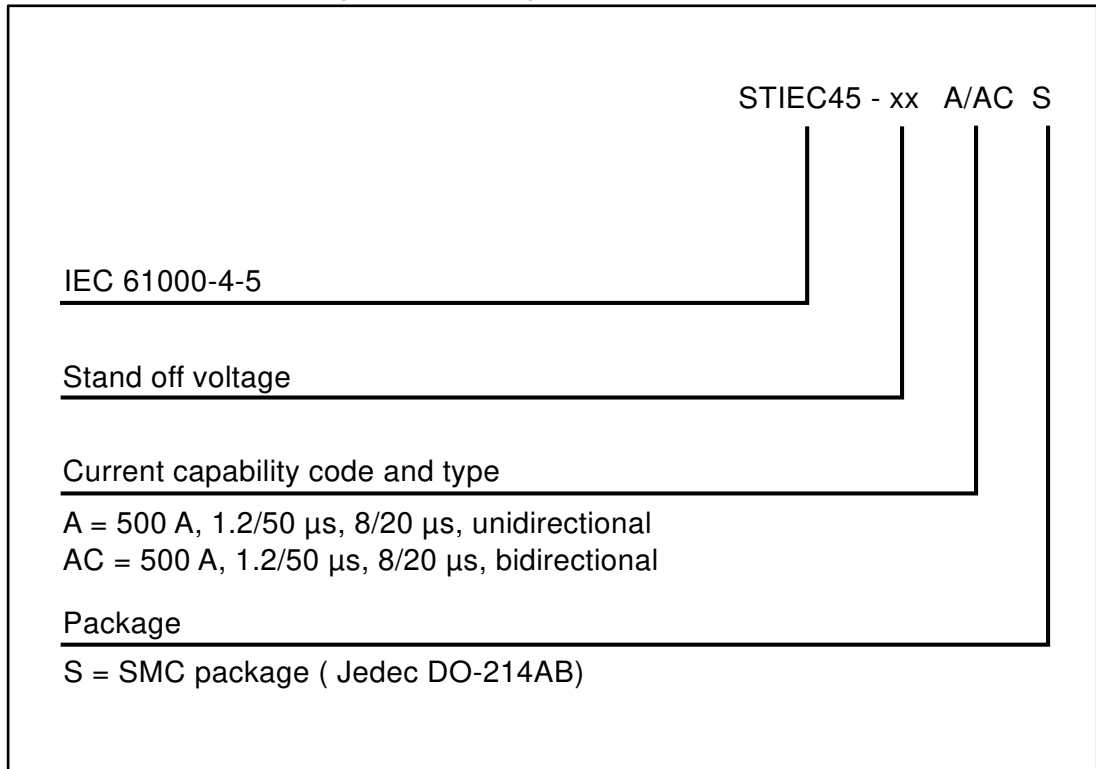 STIEC45 - xx A/AC S
IEC 61000-4-5
Stand off voltage
Current capability code and type
A = 500 A, 1.2/50 µs, 8/20 µs, unidirectional
AC = 500 A, 1.2/50 µs, 8/20 µs, bidirectional
Package
S = SMC package ( Jedec DO-214AB)